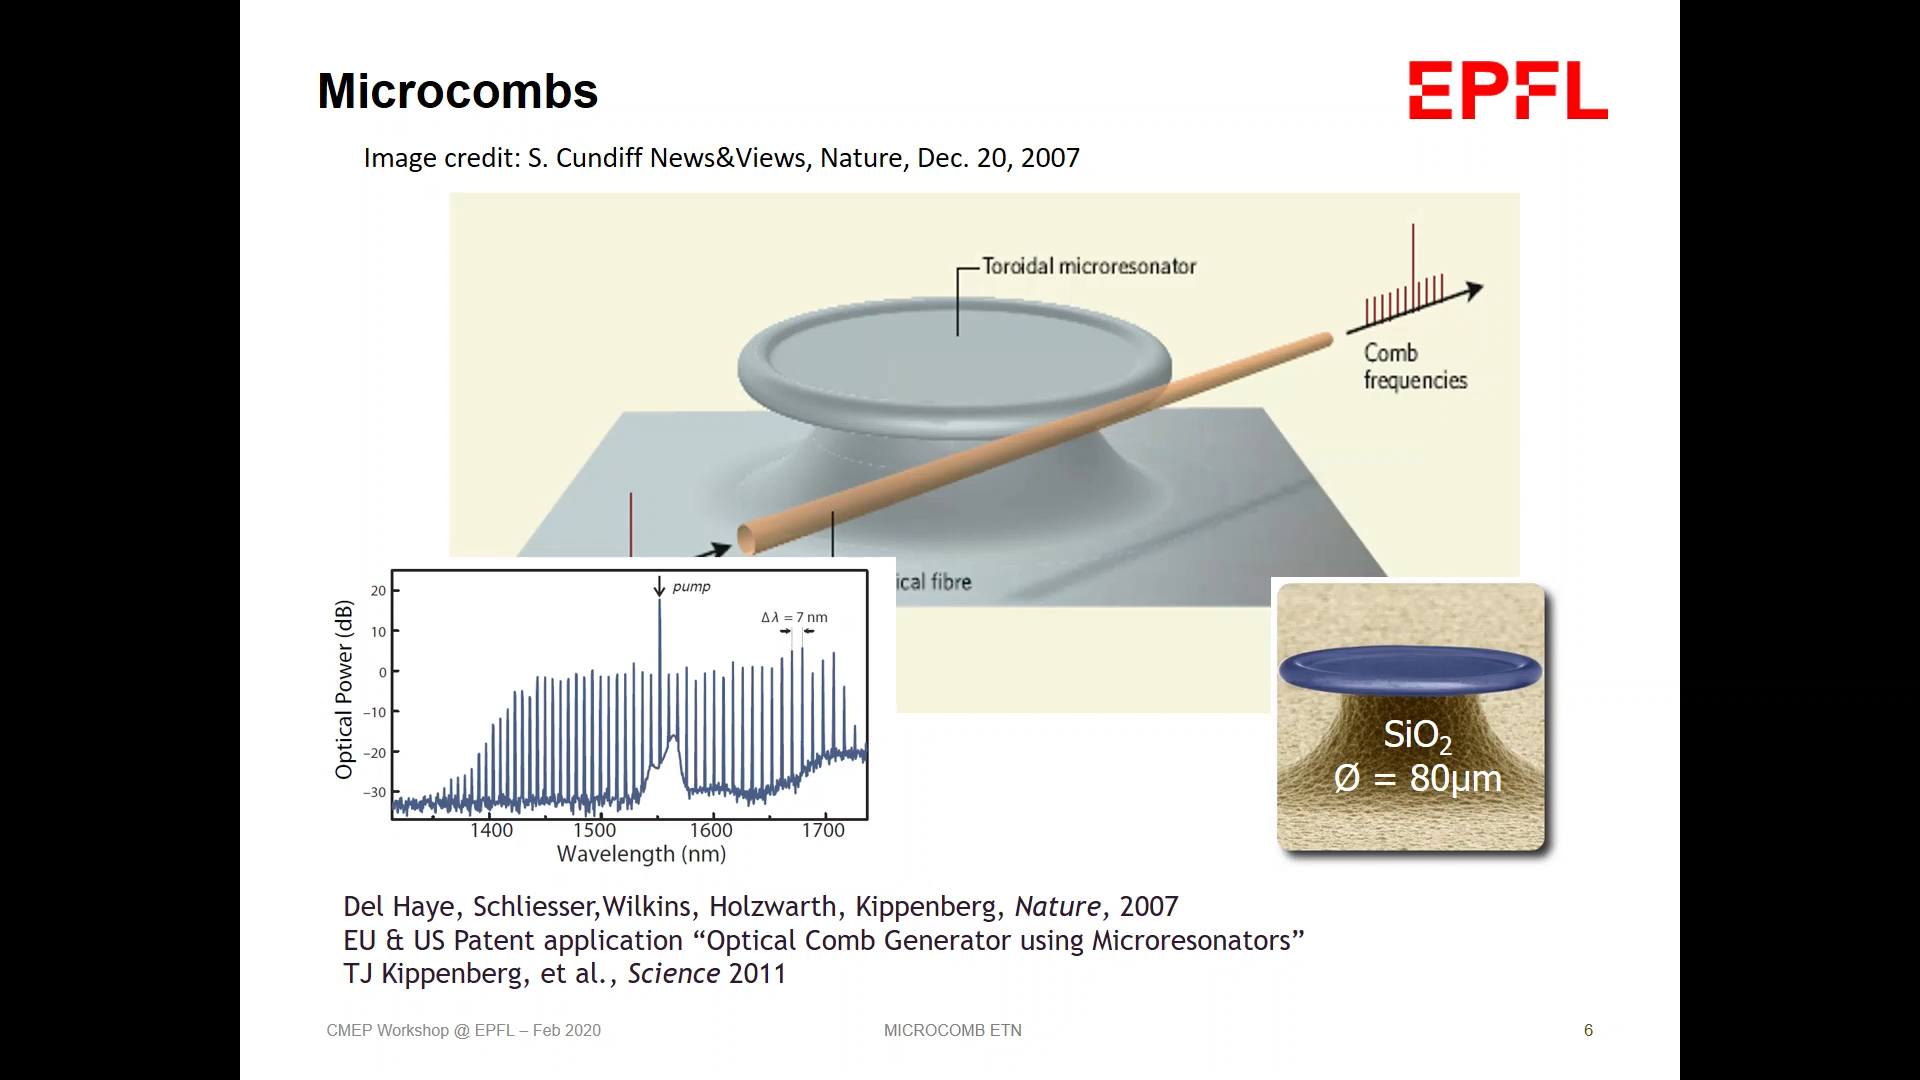 Microcombs
EPFL
Image credit: S. Cundiff News&Views, Nature, Dec. 20, 2007
Toroidal microresonator
Comb
frequencies
ical fibre
pump
Δλ = 7 nm
Optical Power (dB)
20
10
0
−10
−20
−30
1400 1500 1600 1700
Wavelength (nm)
SiO₂
Ø = 80µm
Del Haye, Schliesser,Wilkins, Holzwarth, Kippenberg, Nature, 2007
EU & US Patent application “Optical Comb Generator using Microresonators”
TJ Kippenberg, et al., Science 2011
CMEP Workshop @ EPFL – Feb 2020 MICROCOMB ETN 6